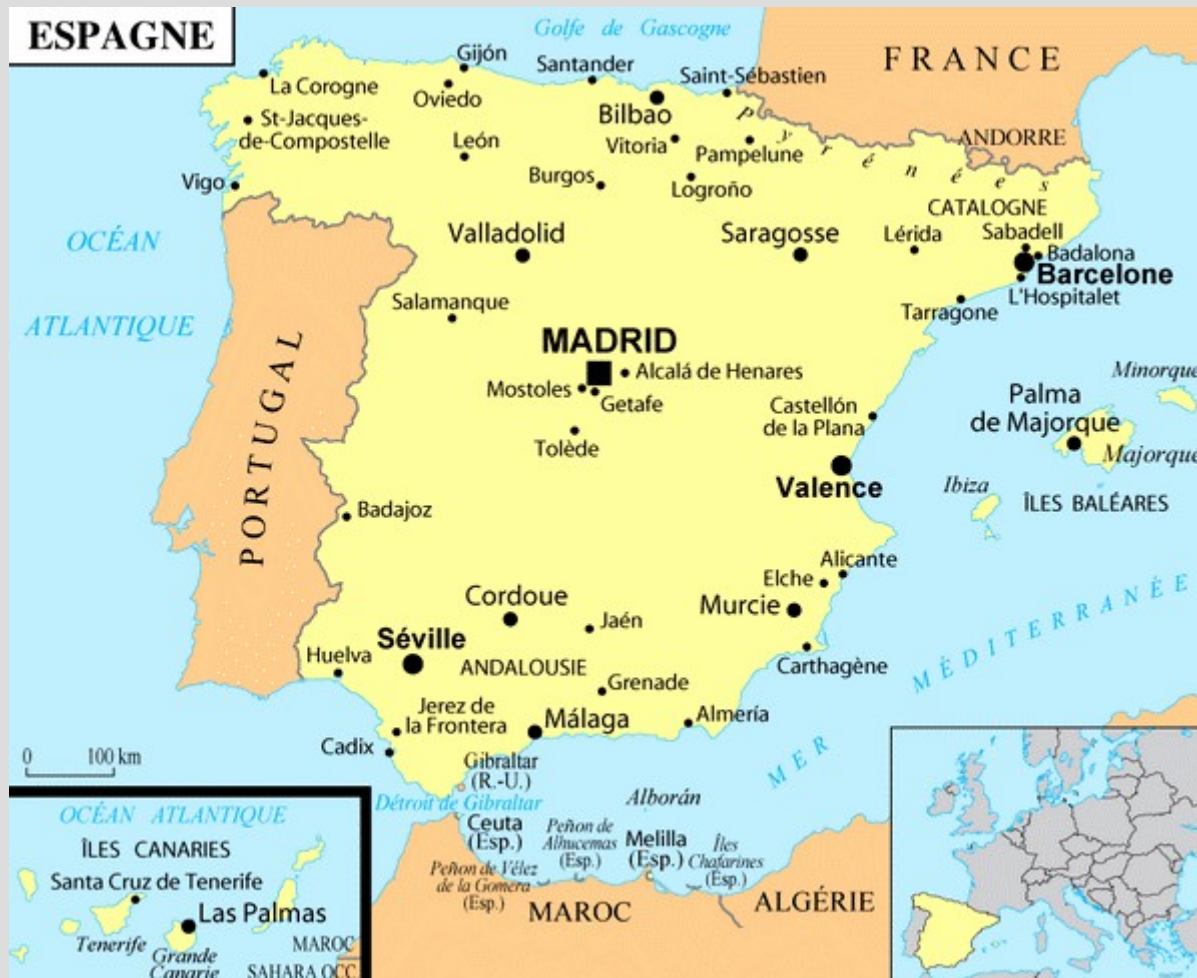 ESPAGNE
Golfe de Gascogne
FRANCE
Gijón
Santander
Saint-Sébastien
La Corogne
Oviedo
Bilbao
Pyrénées
ANDORRE
St-Jacques-
de-Compostelle
León
Vitoria
Pampelune
Vigo
Burgos
Logroño
CATALOGNE
OCÉAN
ATLANTIQUE
Valladolid
Saragosse
Lérida
Sabadell
Badalona
Barcelone
L'Hospitalet
Salamanque
Tarragone
PORTUGAL
MADRID
Alcalá de Henares
Mostoles
Getafe
Tolède
Castellón
de la Plana
Minorque
Palma
de Majorque
Majorque
Valence
Ibiza
ÎLES BALÉARES
Badajoz
Alicante
Elche
Cordoue
Murcie
Jaén
Séville
Huelva
ANDALOUSIE
Carthagène
MER MÉDITERRANÉE
Grenade
Jerez de
la Frontera
Málaga
Almería
Cadix
0 100 km
Gibraltar
(R.-U.)
Détroit de Gibraltar
Alborán
Ceuta
(Esp.)
Peñon de
Alhucemas
(Esp.)
Melilla
(Esp.)
Îles
Chafarines
(Esp.)
Peñon de Vélez
de la Gomera
(Esp.)
MAROC
ALGÉRIE
OCÉAN ATLANTIQUE
ÎLES CANARIES
Santa Cruz de Tenerife
Las Palmas
Tenerife
Grande
Canarie
MAROC
SAHARA OCC.